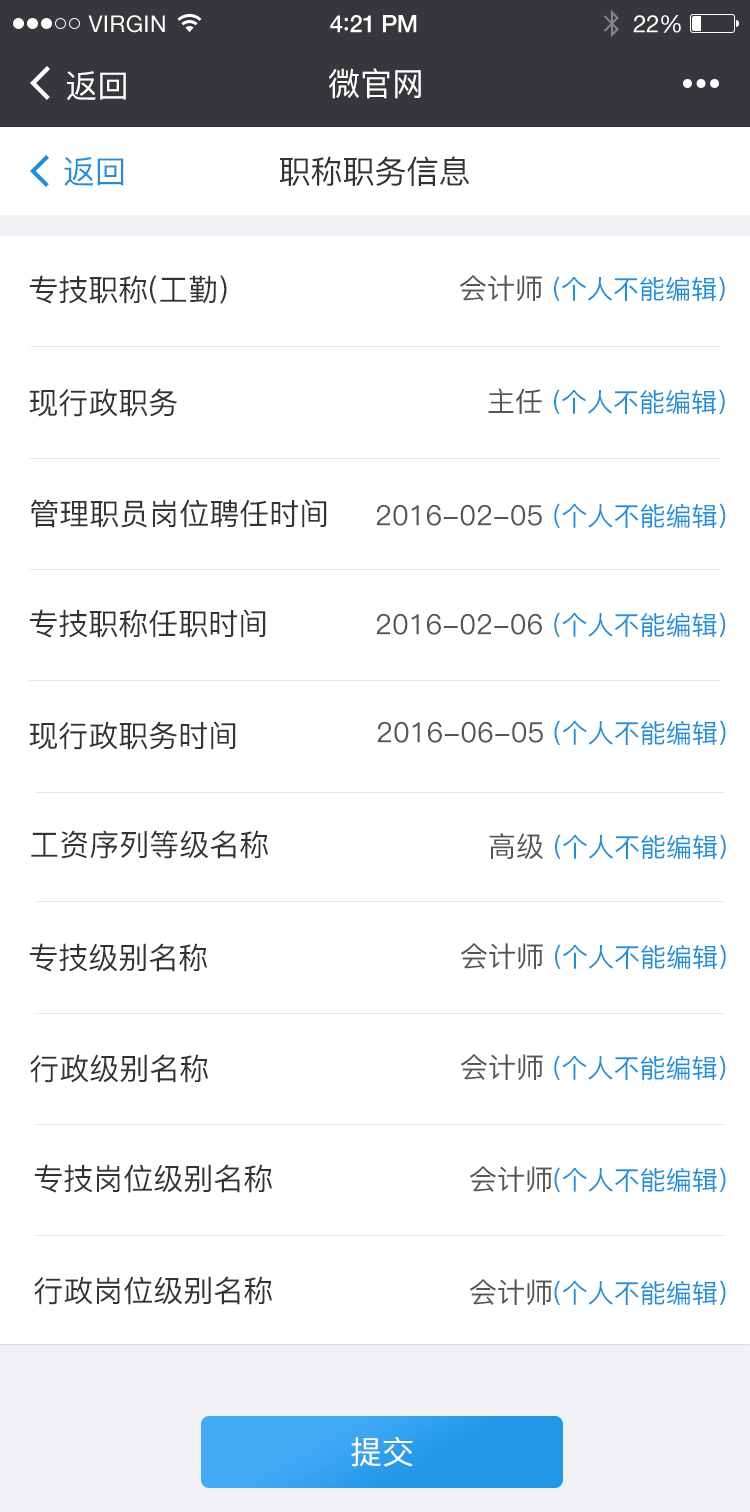 VIRGIN 4:21 PM 22%
返回 微官网
返回 职称职务信息
专技职称(工勤) 会计师 (个人不能编辑)
现行政职务 主任 (个人不能编辑)
管理职员岗位聘任时间 2016-02-05 (个人不能编辑)
专技职称任职时间 2016-02-06 (个人不能编辑)
现行政职务时间 2016-06-05 (个人不能编辑)
工资序列等级名称 高级 (个人不能编辑)
专技级别名称 会计师 (个人不能编辑)
行政级别名称 会计师 (个人不能编辑)
专技岗位级别名称 会计师(个人不能编辑)
行政岗位级别名称 会计师(个人不能编辑)
提交